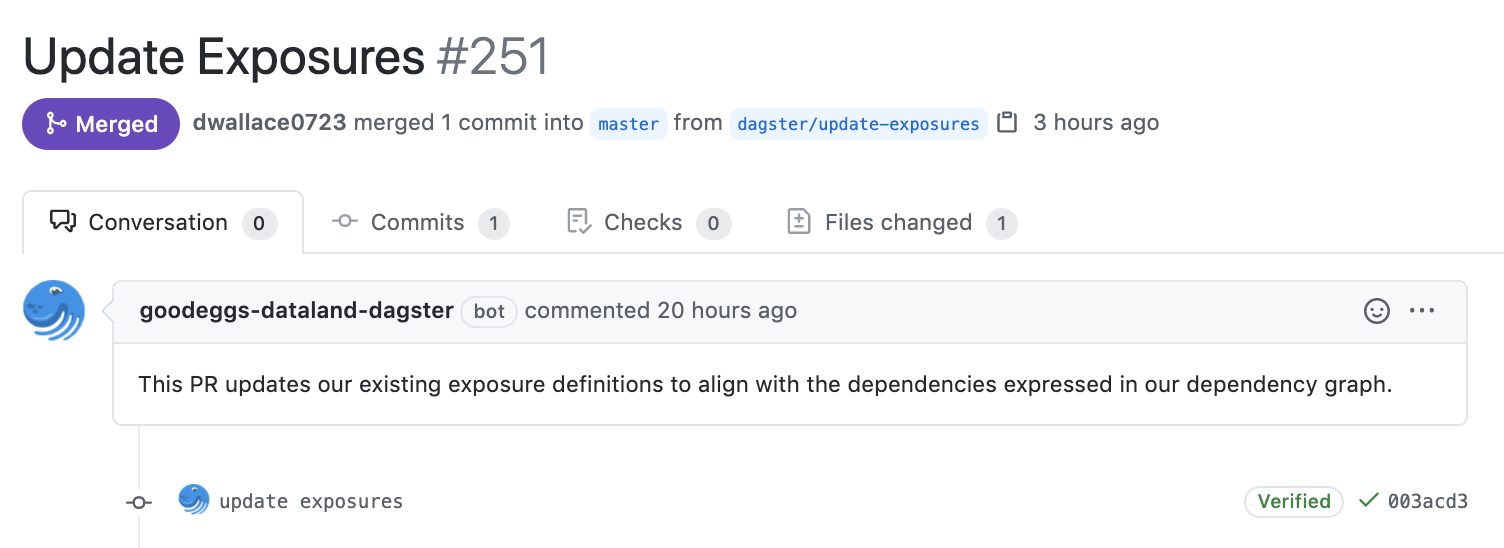 Update Exposures #251
Merged dwallace0723 merged 1 commit into master from dagster/update-exposures 3 hours ago
Conversation 0 Commits 1 Checks 0 Files changed 1
goodeggs-dataland-dagster bot commented 20 hours ago
This PR updates our existing exposure definitions to align with the dependencies expressed in our dependency graph.
update exposures Verified 003acd3